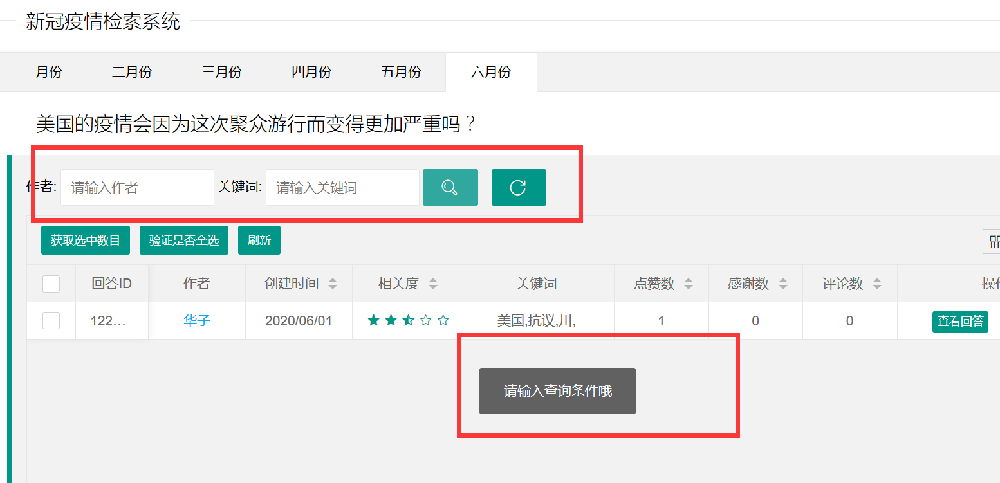 新冠疫情检索系统
一月份 二月份 三月份 四月份 五月份 六月份
美国的疫情会因为这次聚众游行而变得更加严重吗？
作者: 请输入作者 关键词: 请输入关键词
获取选中数目 验证是否全选 刷新
回答ID 作者 创建时间 相关度 关键词 点赞数 感谢数 评论数 操作
122... 华子 2020/06/01 美国,抗议,川, 1 0 0 查看回答
请输入查询条件哦